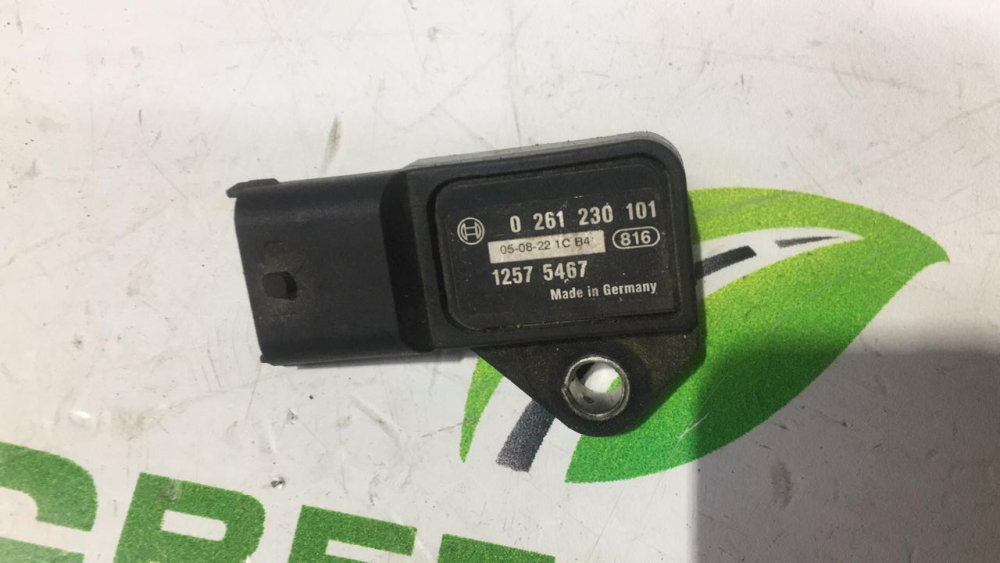 0 261 230 101
05-08-22 1C B4
816
1257 5467
Made in Germany